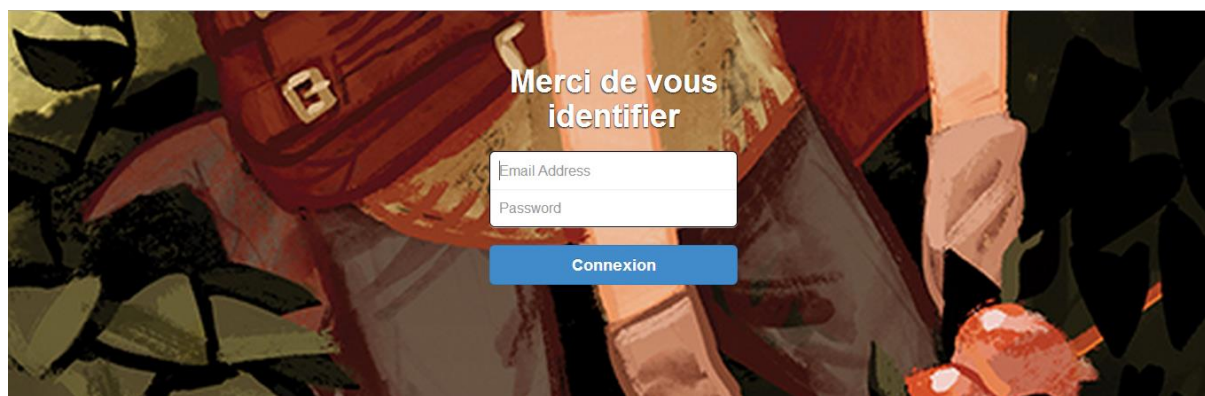 Merci de vous
identifier
Email Address
Password
Connexion